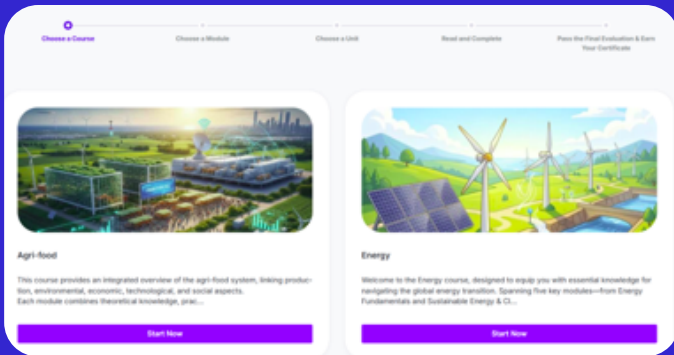 Choose a Course
Choose a Module
Choose a Unit
Read and Complete
Pass the Final Evaluation & Earn
Your Certificate
Agri-food
This course provides an integrated overview of the agri-food system, linking produc-
tion, environmental, economic, technological, and social aspects.
Each module combines theoretical knowledge, prac...
Start Now
Energy
Welcome to the Energy course, designed to equip you with essential knowledge for
navigating the global energy transition. Spanning five key modules—from Energy
Fundamentals and Sustainable Energy & Ci...
Start Now